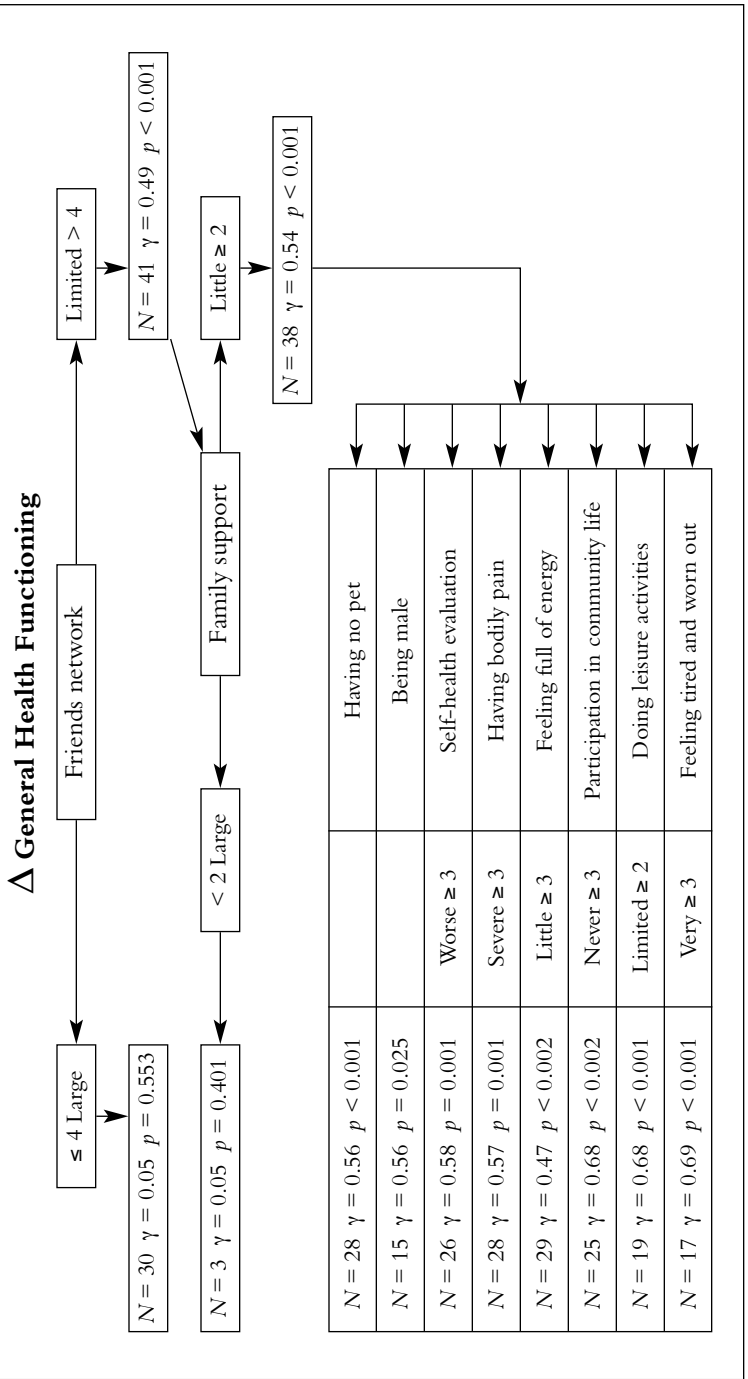 Δ General Health Functioning
Friends network
≤ 4 Large
Limited > 4
N = 30 γ = 0.05 p = 0.553
N = 41 γ = 0.49 p < 0.001
Family support
< 2 Large
Little ≥ 2
N = 3 γ = 0.05 p = 0.401
N = 38 γ = 0.54 p < 0.001
N = 28 γ = 0.56 p < 0.001 Having no pet
N = 15 γ = 0.56 p = 0.025 Being male
N = 26 γ = 0.58 p = 0.001 Worse ≥ 3 Self-health evaluation
N = 28 γ = 0.57 p = 0.001 Severe ≥ 3 Having bodily pain
N = 29 γ = 0.47 p < 0.002 Little ≥ 3 Feeling full of energy
N = 25 γ = 0.68 p < 0.002 Never ≥ 3 Participation in community life
N = 19 γ = 0.68 p < 0.001 Limited ≥ 2 Doing leisure activities
N = 17 γ = 0.69 p < 0.001 Very ≥ 3 Feeling tired and worn out